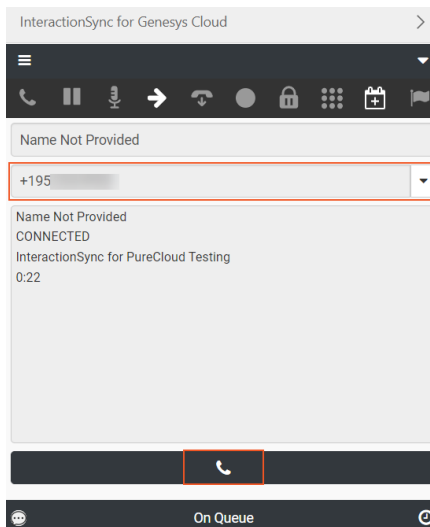 InteractionSync for Genesys Cloud
Name Not Provided
+195
Name Not Provided
CONNECTED
InteractionSync for PureCloud Testing
0:22
On Queue